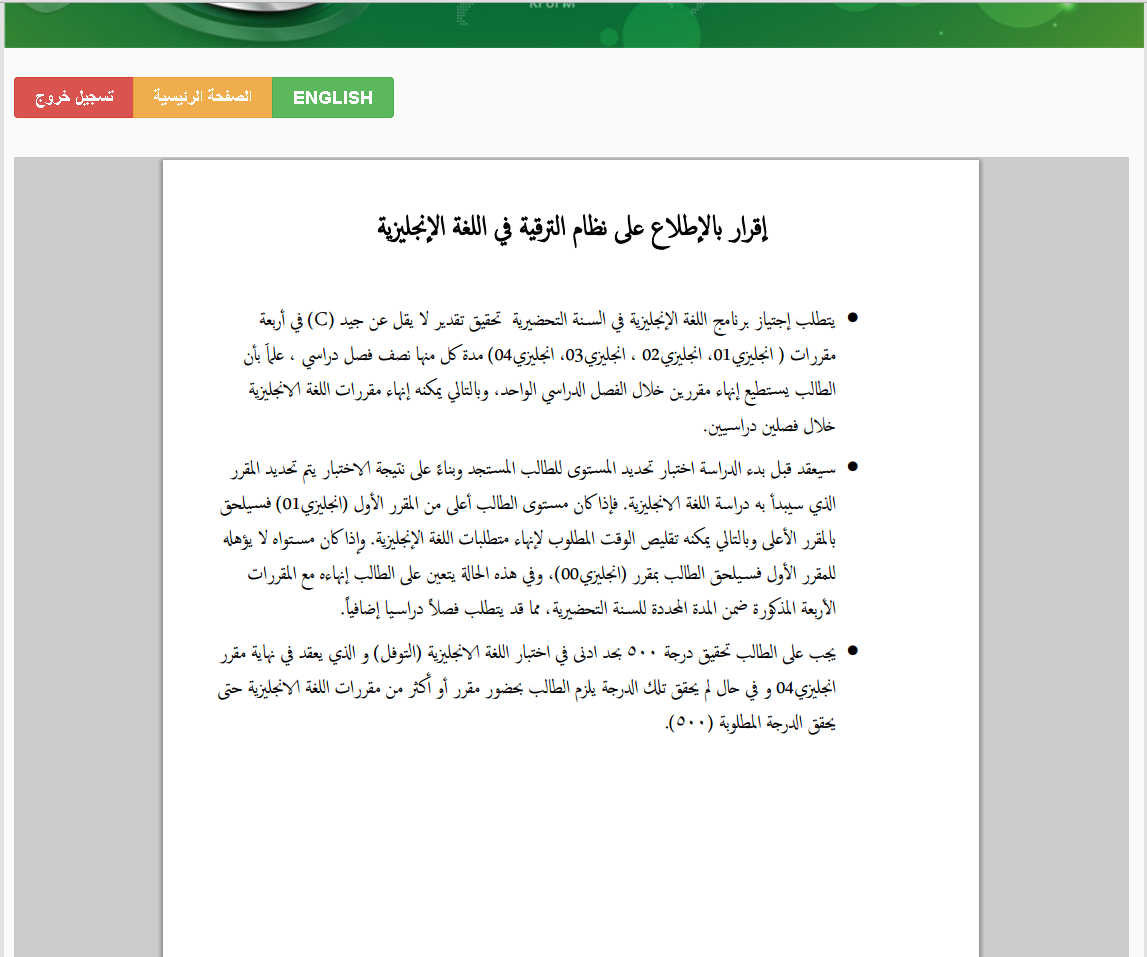 KFUPM
تسجيل خروج
الصفحة الرئيسية
ENGLISH
إقرار بالإطلاع على نظام الترقية في اللغة الإنجليزية
● يتطلب إجتياز برنامج اللغة الإنجليزية في السنة التحضيرية تحقيق تقدير لا يقل عن جيد (C) في أربعة
مقررات ( انجليزي01، انجليزي02 ، انجليزي03، انجليزي04) مدة كل منها نصف فصل دراسي ، علماً بأن
الطالب يستطيع إنهاء مقررين خلال الفصل الدراسي الواحد، وبالتالي يمكنه إنهاء مقررات اللغة الانجليزية
خلال فصلين دراسيين.
● سيعقد قبل بدء الدراسة اختبار تحديد المستوى للطالب المستجد وبناءً على نتيجة الاختبار يتم تحديد المقرر
الذي سيبدأ به دراسة اللغة الانجليزية. فإذا كان مستوى الطالب أعلى من المقرر الأول (انجليزي01) فسيلحق
بالمقرر الأعلى وبالتالي يمكنه تقليص الوقت المطلوب لإنهاء متطلبات اللغة الإنجليزية. وإذا كان مستواه لا يؤهله
للمقرر الأول فسيلحق الطالب بمقرر (انجليزي00)، وفي هذه الحالة يتعين على الطالب إنهاءه مع المقررات
الأربعة المذكورة ضمن المدة المحددة للسنة التحضيرية، مما قد يتطلب فصلاً دراسيا إضافياً.
● يجب على الطالب تحقيق درجة ٥٠٠ بحد ادنى في اختبار اللغة الانجليزية (التوفل) و الذي يعقد في نهاية مقرر
انجليزي04 و في حال لم يحقق تلك الدرجة يلزم الطالب بحضور مقرر أو أكثر من مقررات اللغة الانجليزية حتى
يحقق الدرجة المطلوبة (٥٠٠).